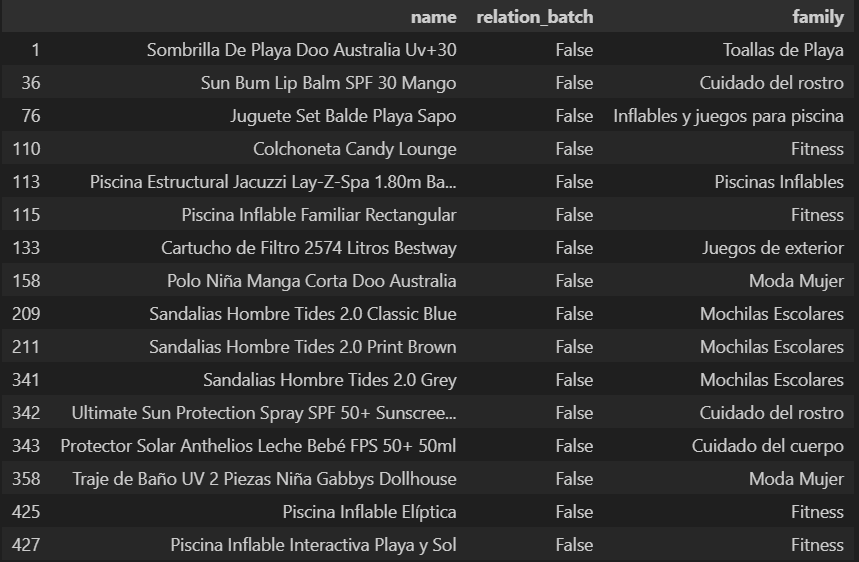 name relation_batch family
1 Sombrilla De Playa Doo Australia Uv+30 False Toallas de Playa
36 Sun Bum Lip Balm SPF 30 Mango False Cuidado del rostro
76 Juguete Set Balde Playa Sapo False Inflables y juegos para piscina
110 Colchoneta Candy Lounge False Fitness
113 Piscina Estructural Jacuzzi Lay-Z-Spa 1.80m Ba... False Piscinas Inflables
115 Piscina Inflable Familiar Rectangular False Fitness
133 Cartucho de Filtro 2574 Litros Bestway False Juegos de exterior
158 Polo Niña Manga Corta Doo Australia False Moda Mujer
209 Sandalias Hombre Tides 2.0 Classic Blue False Mochilas Escolares
211 Sandalias Hombre Tides 2.0 Print Brown False Mochilas Escolares
341 Sandalias Hombre Tides 2.0 Grey False Mochilas Escolares
342 Ultimate Sun Protection Spray SPF 50+ Sunscree... False Cuidado del rostro
343 Protector Solar Anthelios Leche Bebé FPS 50+ 50ml False Cuidado del cuerpo
358 Traje de Baño UV 2 Piezas Niña Gabbys Dollhouse False Moda Mujer
425 Piscina Inflable Elíptica False Fitness
427 Piscina Inflable Interactiva Playa y Sol False Fitness